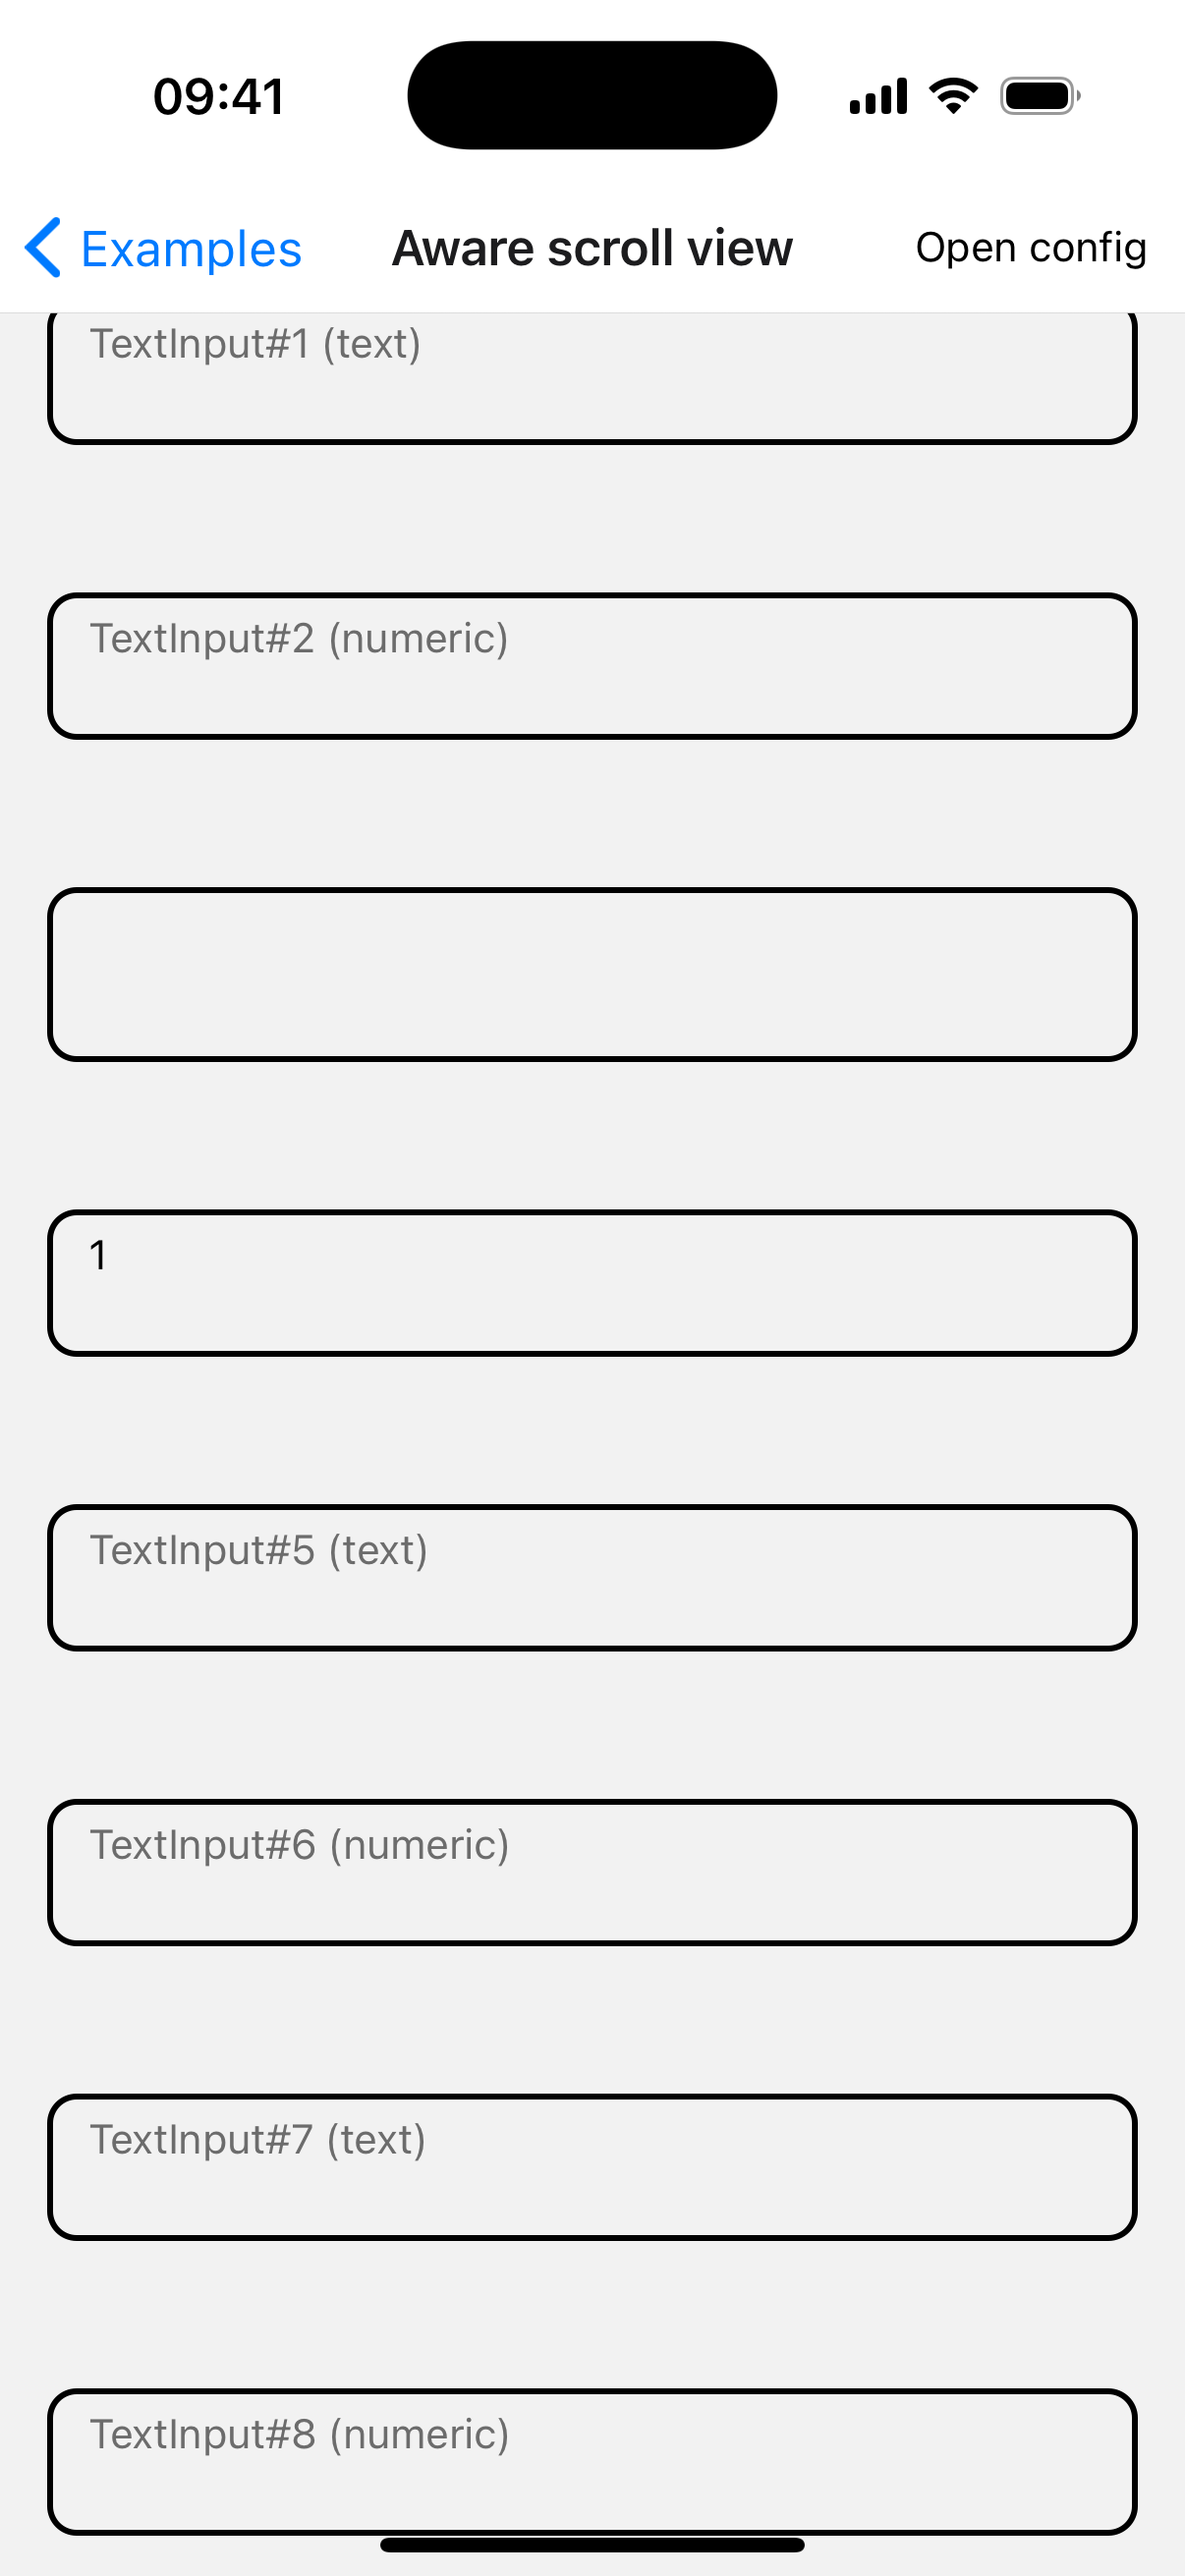 09:41
Examples Aware scroll view Open config
TextInput#1 (text)
TextInput#2 (numeric)
1
TextInput#5 (text)
TextInput#6 (numeric)
TextInput#7 (text)
TextInput#8 (numeric)